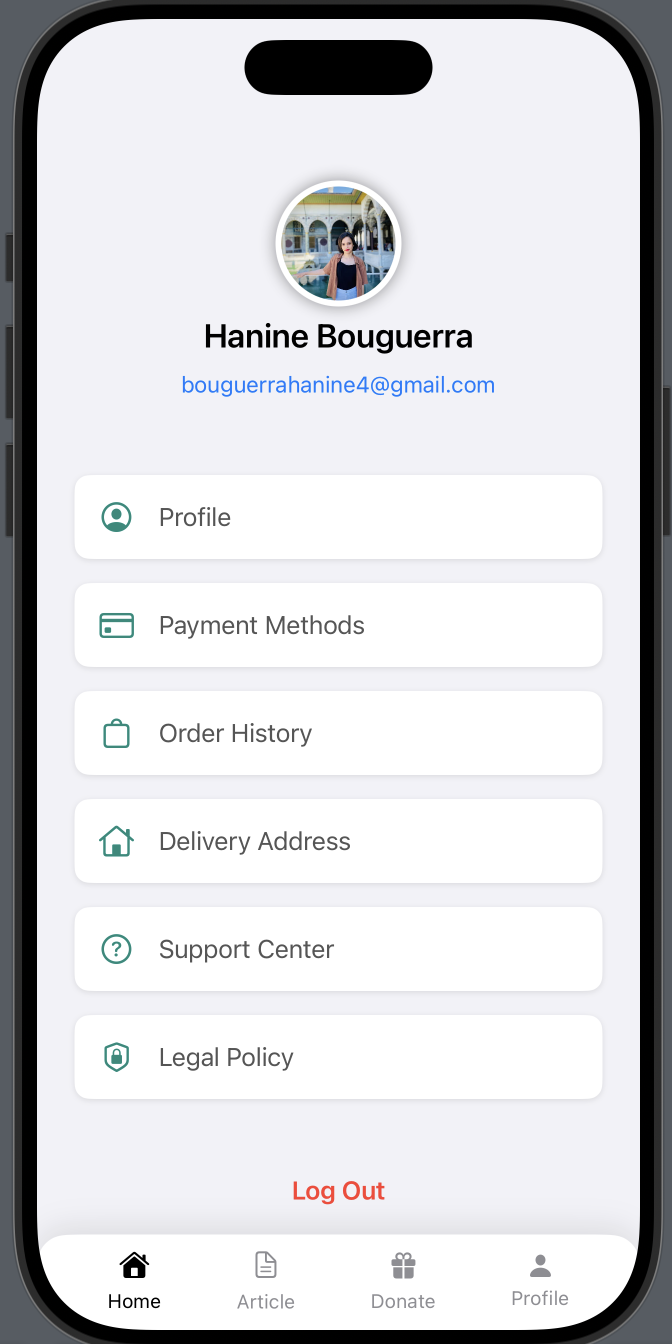 Hanine Bouguerra
bouguerrahanine4@gmail.com
Profile
Payment Methods
Order History
Delivery Address
Support Center
Legal Policy
Log Out
Home
Article
Donate
Profile